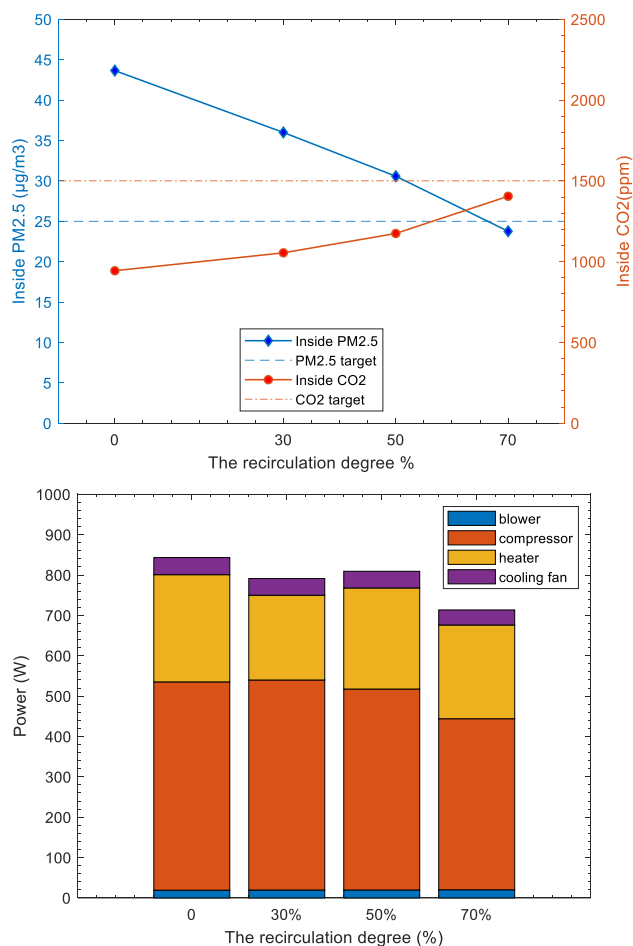 50
45
40
35
30
25
20
15
10
5
0
Inside PM2.5 (µg/m3)
2500
2000
1500
1000
500
0
Inside CO2(ppm)
Inside PM2.5
PM2.5 target
Inside CO2
CO2 target
0 30 50 70
The recirculation degree %
1000
900
800
700
600
500
400
300
200
100
0
Power (W)
blower
compressor
heater
cooling fan
0 30% 50% 70%
The recirculation degree (%)